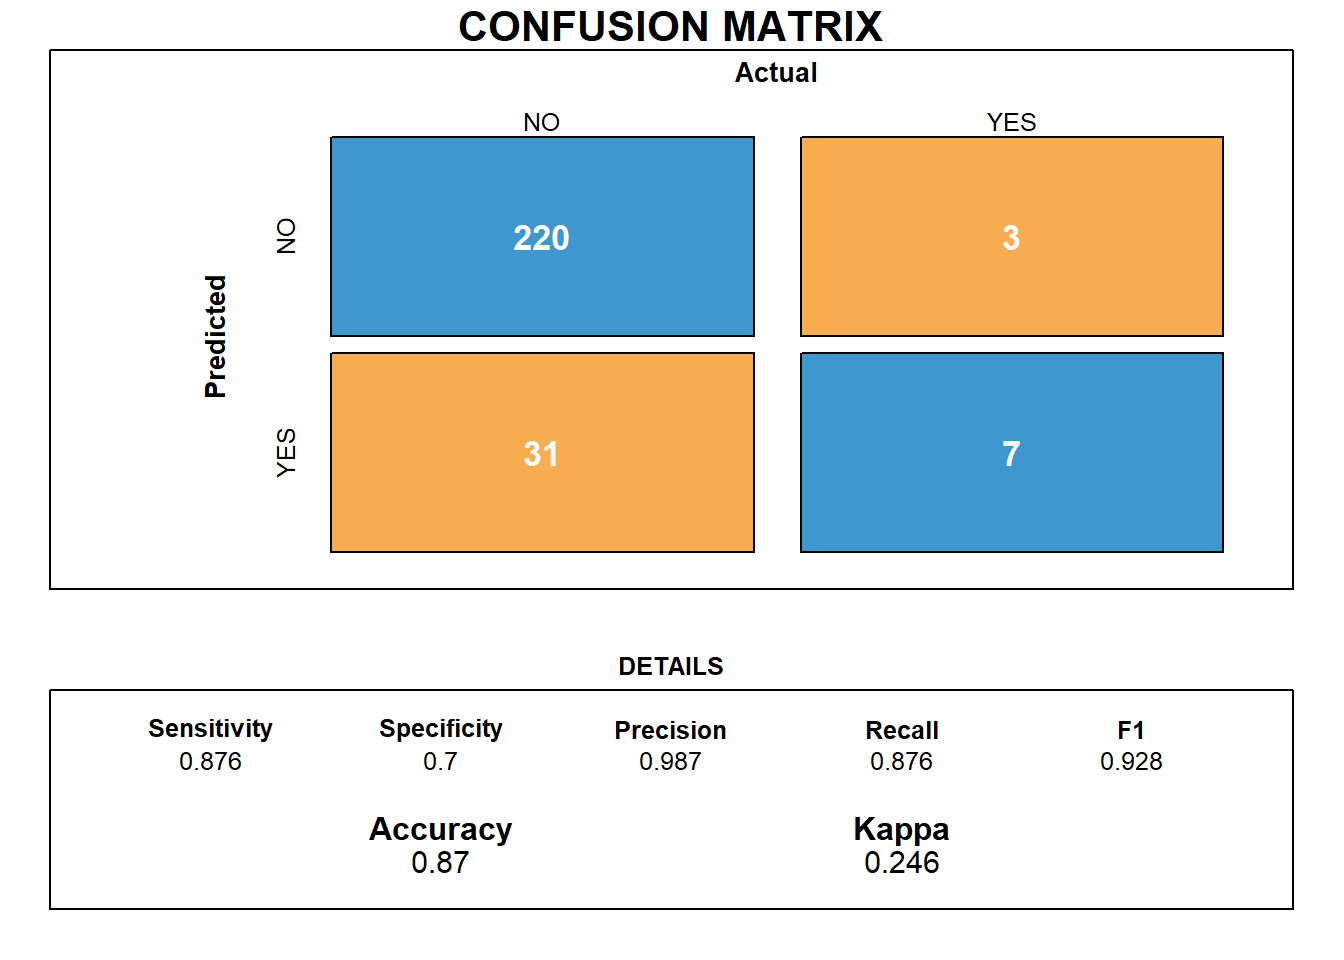 CONFUSION MATRIX
Actual
NO YES
Predicted
NO
220 3
YES
31 7
DETAILS
Sensitivity Specificity Precision Recall F1
0.876 0.7 0.987 0.876 0.928
Accuracy Kappa
0.87 0.246